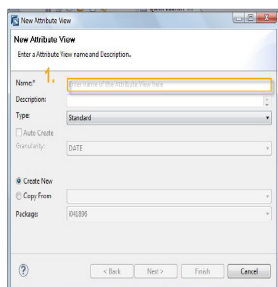 New Attribute View
New Attribute View
Enter a Attribute View name and Description.
1.
Name:* Enter name of the Attribute View here
Description:
Type: Standard
Auto Create
Granularity: DATE
Create New
Copy From
Package:
< Back Next > Finish Cancel